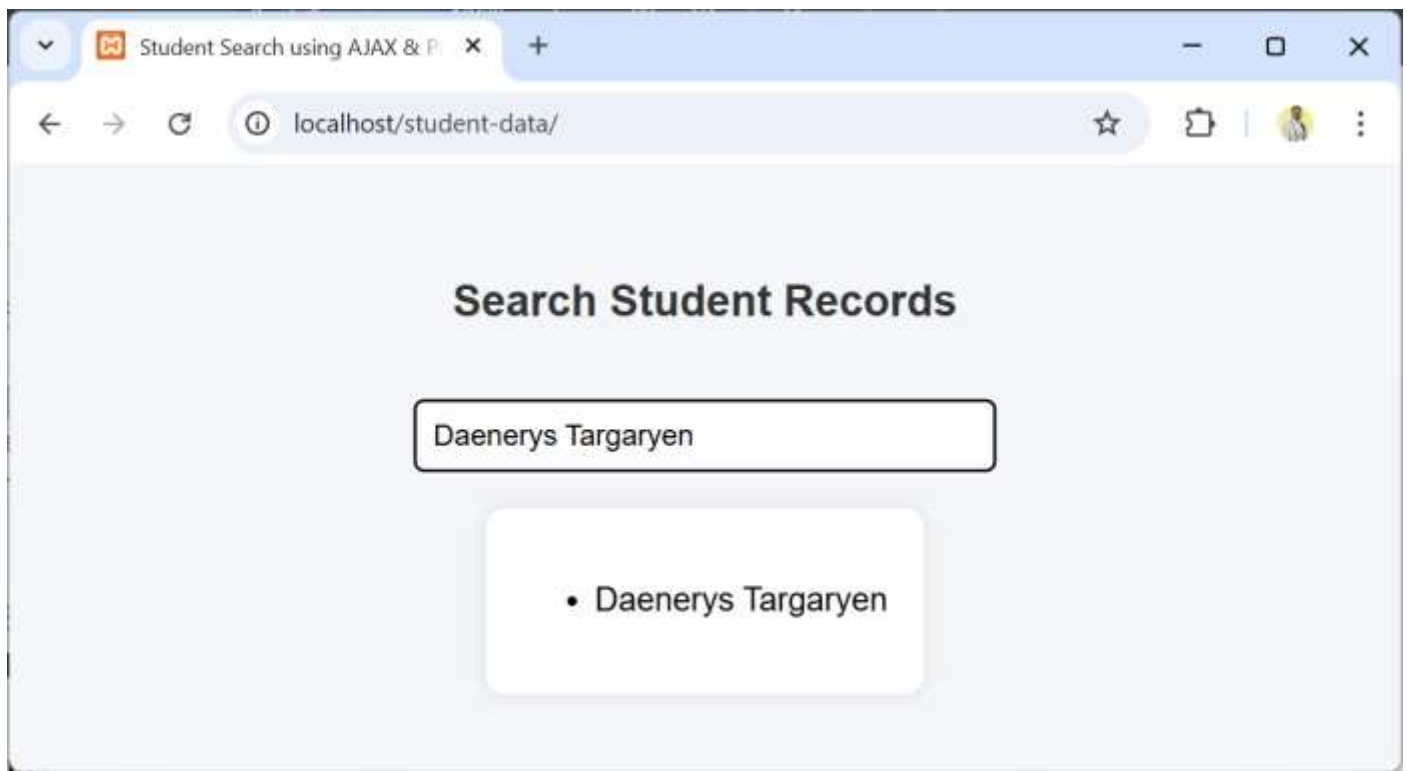 Student Search using AJAX & P
localhost/student-data/
Search Student Records
Daenerys Targaryen
• Daenerys Targaryen